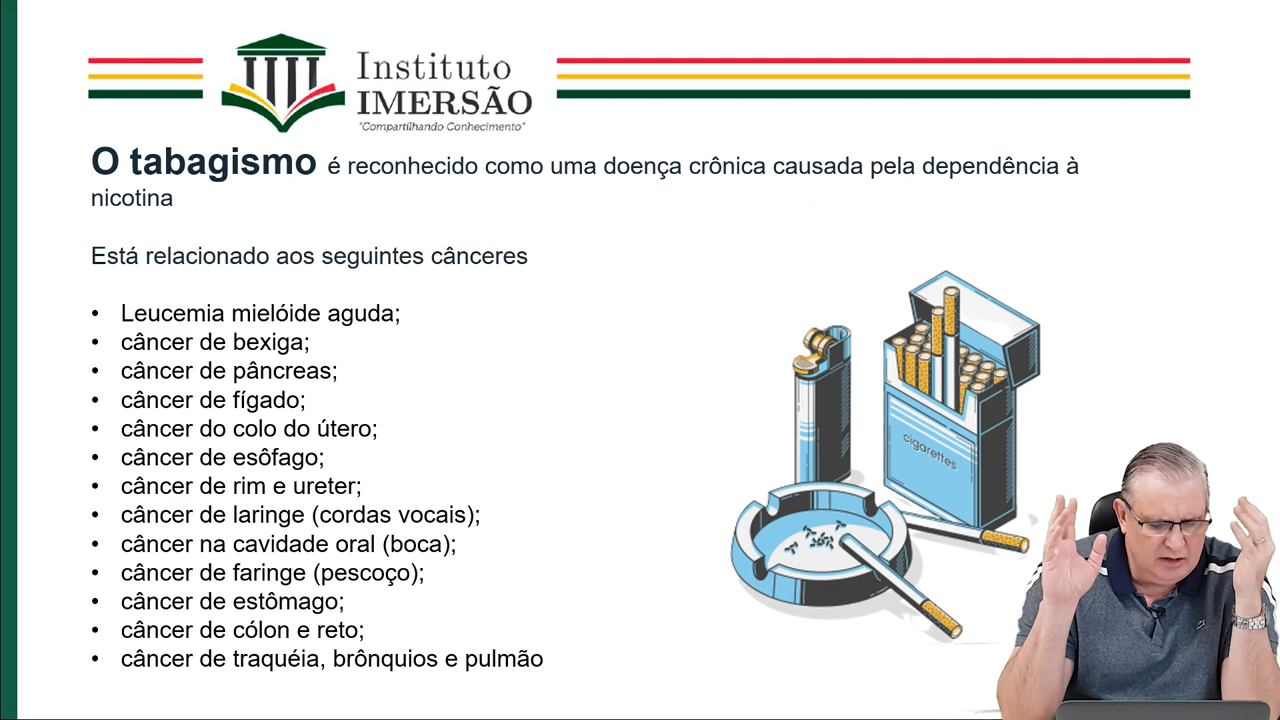 Instituto
IMERSÃO
"Compartilhando Conhecimento"
O tabagismo é reconhecido como uma doença crônica causada pela dependência à
nicotina
Está relacionado aos seguintes cânceres
• Leucemia mielóide aguda;
• câncer de bexiga;
• câncer de pâncreas;
• câncer de fígado;
• câncer do colo do útero;
• câncer de esôfago;
• câncer de rim e ureter;
• câncer de laringe (cordas vocais);
• câncer na cavidade oral (boca);
• câncer de faringe (pescoço);
• câncer de estômago;
• câncer de cólon e reto;
• câncer de traquéia, brônquios e pulmão
cigarettes